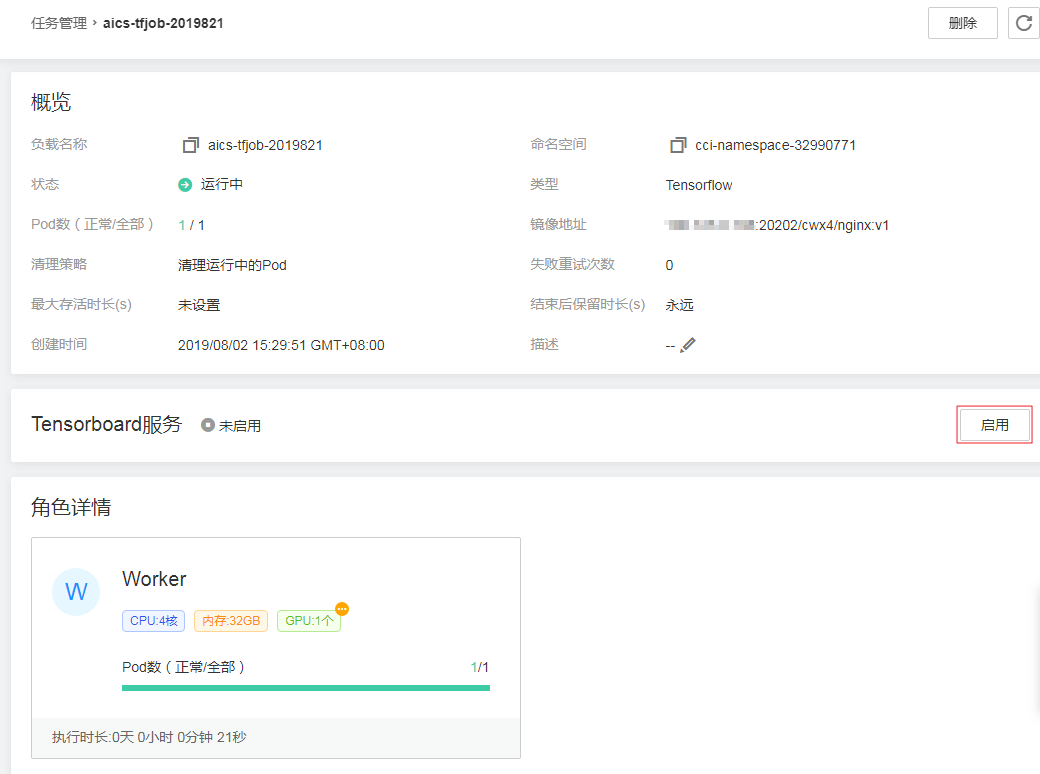 任务管理 › aics-tfjob-2019821 删除
概览
负载名称 aics-tfjob-2019821 命名空间 cci-namespace-32990771
状态 运行中 类型 Tensorflow
Pod数（正常/全部） 1 / 1 镜像地址 :20202/cwx4/nginx:v1
清理策略 清理运行中的Pod 失败重试次数 0
最大存活时长(s) 未设置 结束后保留时长(s) 永远
创建时间 2019/08/02 15:29:51 GMT+08:00 描述 --
Tensorboard服务 未启用 启用
角色详情
W Worker
CPU:4核 内存:32GB GPU:1个
Pod数（正常/全部） 1/1
执行时长:0天 0小时 0分钟 21秒